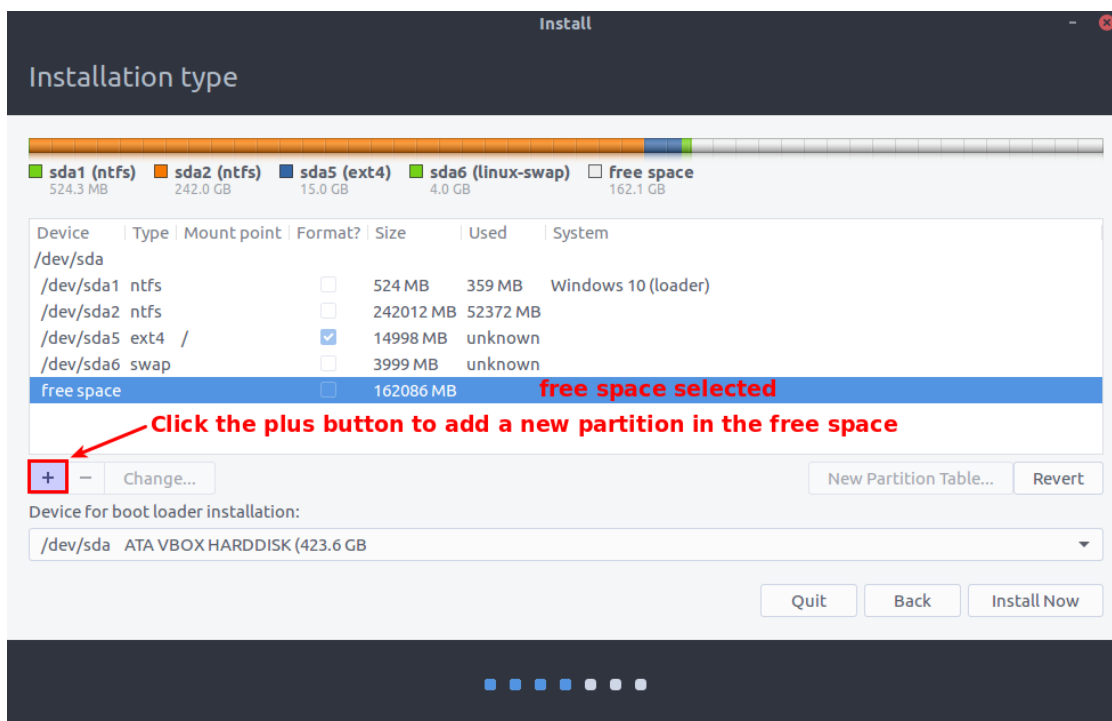 Install
Installation type
sda1 (ntfs) sda2 (ntfs) sda5 (ext4) sda6 (linux-swap) free space
524.3 MB 242.0 GB 15.0 GB 4.0 GB 162.1 GB
Device Type Mount point Format? Size Used System
/dev/sda
/dev/sda1 ntfs 524 MB 359 MB Windows 10 (loader)
/dev/sda2 ntfs 242012 MB 52372 MB
/dev/sda5 ext4 / 14998 MB unknown
/dev/sda6 swap 3999 MB unknown
free space 162086 MB free space selected
Click the plus button to add a new partition in the free space
+ − Change... New Partition Table... Revert
Device for boot loader installation:
/dev/sda ATA VBOX HARDDISK (423.6 GB
Quit Back Install Now